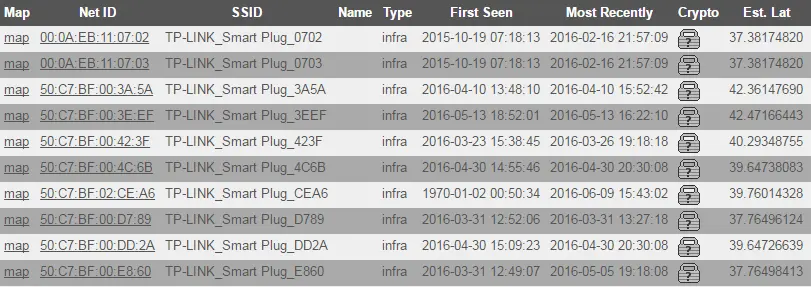 Map Net ID SSID Name Type First Seen Most Recently Crypto Est. Lat
map 00:0A:EB:11:07:02 TP-LINK_Smart Plug_0702 infra 2015-10-19 07:18:13 2016-02-16 21:57:09 ? 37.38174820
map 00:0A:EB:11:07:03 TP-LINK_Smart Plug_0703 infra 2015-10-19 07:18:13 2016-02-16 21:57:09 ? 37.38174820
map 50:C7:BF:00:3A:5A TP-LINK_Smart Plug_3A5A infra 2016-04-10 13:48:10 2016-04-10 15:52:42 ? 42.36147690
map 50:C7:BF:00:3E:EF TP-LINK_Smart Plug_3EEF infra 2016-05-13 18:52:01 2016-05-13 16:22:10 ? 42.47166443
map 50:C7:BF:00:42:3F TP-LINK_Smart Plug_423F infra 2016-03-23 15:38:45 2016-03-26 19:18:18 ? 40.29348755
map 50:C7:BF:00:4C:6B TP-LINK_Smart Plug_4C6B infra 2016-04-30 14:55:46 2016-04-30 20:30:08 ? 39.64738083
map 50:C7:BF:02:CE:A6 TP-LINK_Smart Plug_CEA6 infra 1970-01-02 00:50:34 2016-06-09 15:43:02 ? 39.76014328
map 50:C7:BF:00:D7:89 TP-LINK_Smart Plug_D789 infra 2016-03-31 12:52:06 2016-03-31 13:27:18 ? 37.76496124
map 50:C7:BF:00:DD:2A TP-LINK_Smart Plug_DD2A infra 2016-04-30 15:09:23 2016-04-30 20:30:08 ? 39.64726639
map 50:C7:BF:00:E8:60 TP-LINK_Smart Plug_E860 infra 2016-03-31 12:49:07 2016-05-05 19:18:08 ? 37.76498413